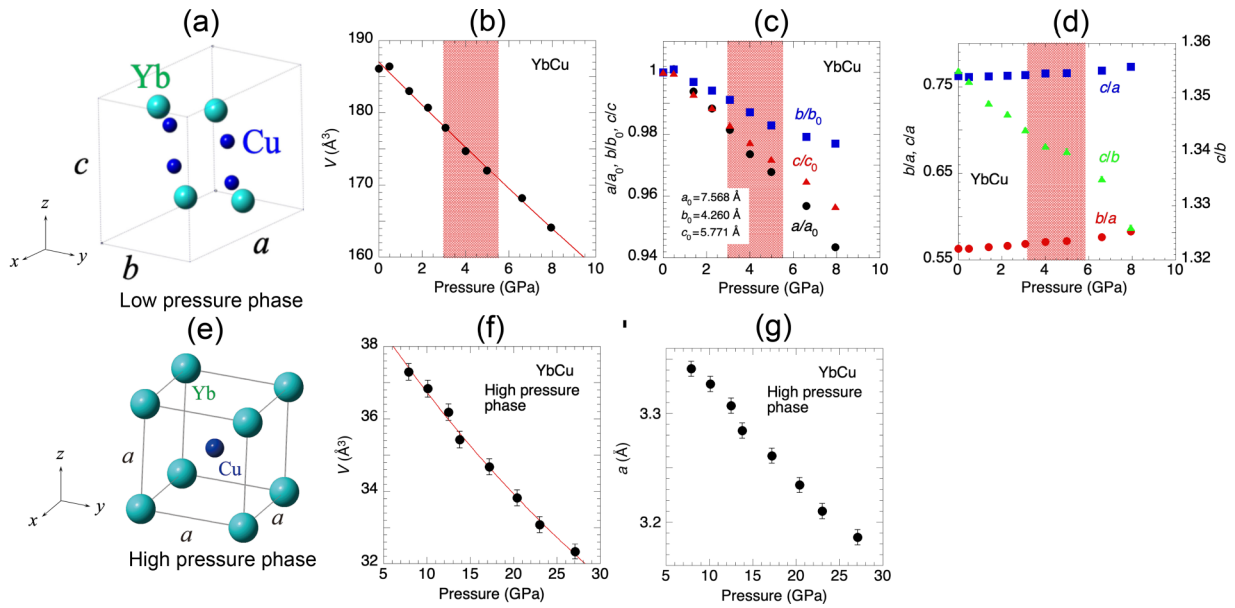 (a)
Yb
Cu
c
b
a
z
x
y
Low pressure phase
(b)
190
180
170
160
V (Å³)
0
2
4
6
8
10
Pressure (GPa)
(c)
YbCu
1
0.98
0.96
0.94
a/a₀, b/b₀, c/c
b/b₀
c/c₀
a/a₀
a₀=7.568 Å
b₀=4.260 Å
c₀=5.771 Å
0
2
4
6
8
10
Pressure (GPa)
(d)
0.75
0.65
0.55
b/a, c/a
c/a
c/b
YbCu
b/a
1.36
1.35
1.34
1.33
1.32
c/b
0
2
4
6
8
10
Pressure (GPa)
(e)
Yb
Cu
a
a
a
z
x
y
High pressure phase
(f)
YbCu
High pressure
phase
38
36
34
32
V (Å³)
5
10
15
20
25
30
Pressure (GPa)
(g)
YbCu
High pressure
phase
3.3
3.2
a (Å)
5
10
15
20
25
30
Pressure (GPa)